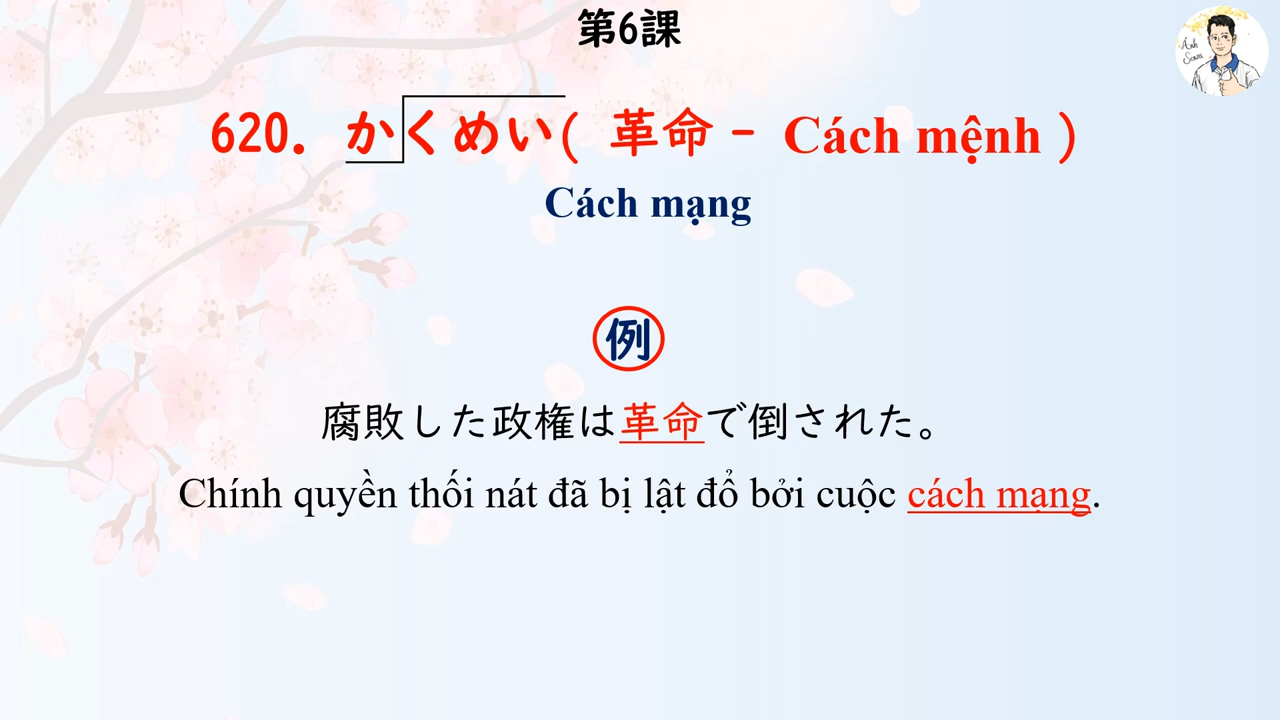 第6課
620. かくめい( 革命 - Cách mệnh )
Cách mạng
例
腐敗した政権は革命で倒された。
Chính quyền thối nát đã bị lật đổ bởi cuộc cách mạng.